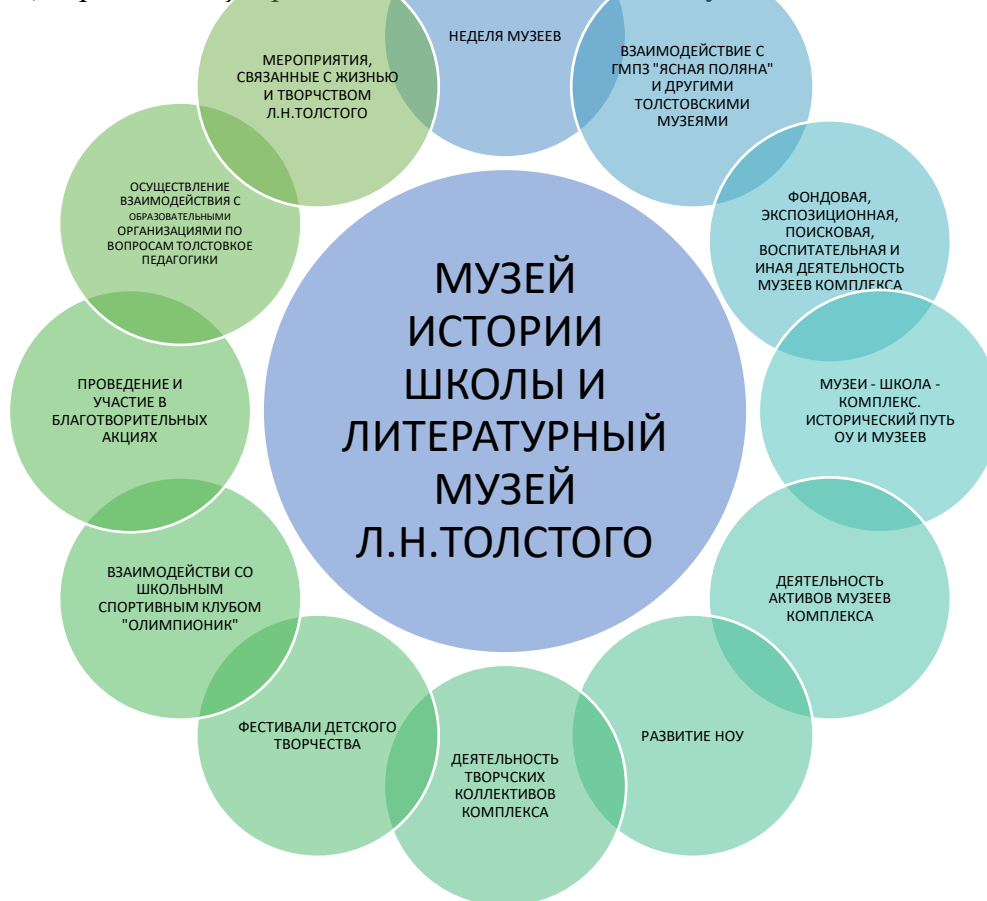 НЕДЕЛЯ МУЗЕЕВ
ВЗАИМОДЕЙСТВИЕ С
ГМПЗ "ЯСНАЯ ПОЛЯНА"
И ДРУГИМИ
ТОЛСТОВСКИМИ
МУЗЕЯМИ
ФОНДОВАЯ,
ЭКСПОЗИЦИОННАЯ,
ПОИСКОВАЯ,
ВОСПИТАТЕЛЬНАЯ И
ИНАЯ ДЕЯТЕЛЬНОСТЬ
МУЗЕЕВ КОМПЛЕКСА
МУЗЕИ - ШКОЛА -
КОМПЛЕКС.
ИСТОРИЧЕСКИЙ ПУТЬ
ОУ И МУЗЕЕВ
ДЕЯТЕЛЬНОСТЬ
АКТИВОВ МУЗЕЕВ
КОМПЛЕКСА
РАЗВИТИЕ НОУ
ДЕЯТЕЛЬНОСТЬ
ТВОРЧСКИХ
КОЛЛЕКТИВОВ
КОМПЛЕКСА
ФЕСТИВАЛИ ДЕТСКОГО
ТВОРЧЕСТВА
ВЗАИМОДЕЙСТВИ СО
ШКОЛЬНЫМ
СПОРТИВНЫМ КЛУБОМ
"ОЛИМПИОНИК"
ПРОВЕДЕНИЕ И
УЧАСТИЕ В
БЛАГОТВОРИТЕЛЬНЫХ
АКЦИЯХ
ОСУЩЕСТВЛЕНИЕ
ВЗАИМОДЕЙСТВИЯ С
ОБРАЗОВАТЕЛЬНЫМИ
ОРГАНИЗАЦИЯМИ ПО
ВОПРОСАМ ТОЛСТОВКОЕ
ПЕДАГОГИКИ
МЕРОПРИЯТИЯ,
СВЯЗАННЫЕ С ЖИЗНЬЮ
И ТВОРЧСТВОМ
Л.Н.ТОЛСТОГО
МУЗЕЙ
ИСТОРИИ
ШКОЛЫ И
ЛИТЕРАТУРНЫЙ
МУЗЕЙ
Л.Н.ТОЛСТОГО